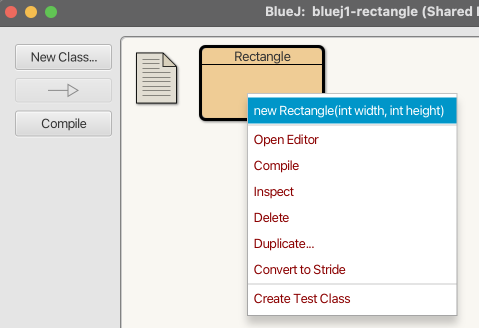 BlueJ: bluej1-rectangle (Shared
New Class...
Rectangle
Compile
new Rectangle(int width, int height)
Open Editor
Compile
Inspect
Delete
Duplicate...
Convert to Stride
Create Test Class